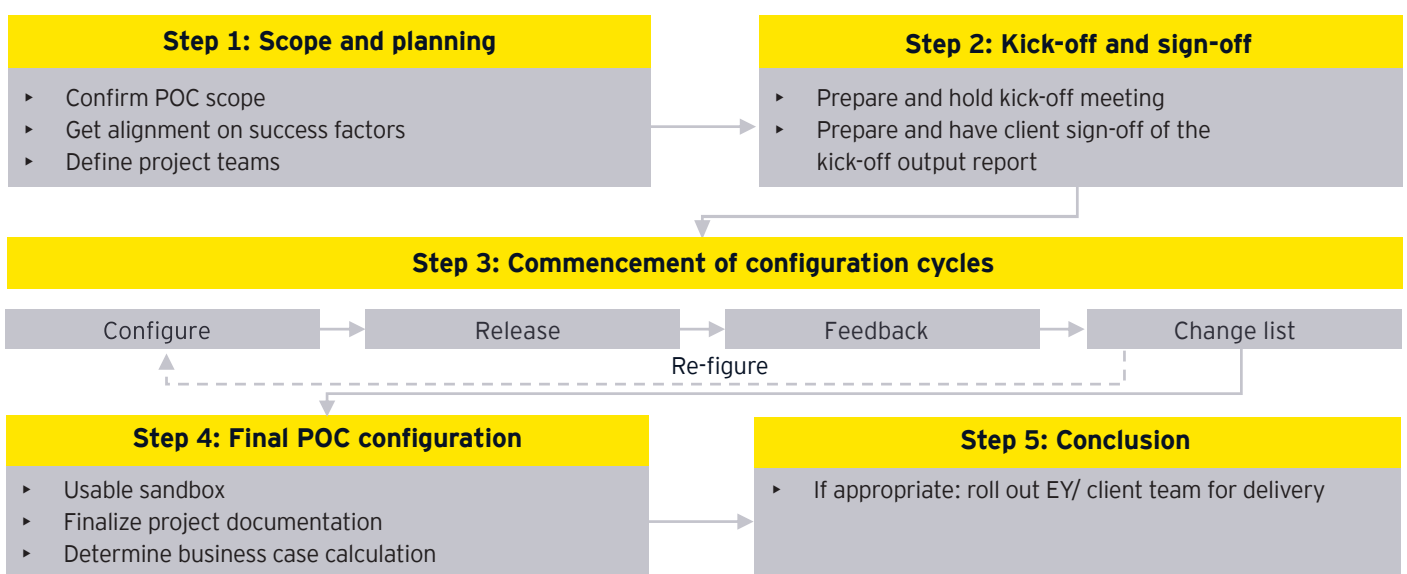 Step 1: Scope and planning
‣ Confirm POC scope
‣ Get alignment on success factors
‣ Define project teams
Step 2: Kick-off and sign-off
‣ Prepare and hold kick-off meeting
‣ Prepare and have client sign-off of the
kick-off output report
Step 3: Commencement of configuration cycles
Configure
Release
Feedback
Change list
Re-figure
Step 4: Final POC configuration
‣ Usable sandbox
‣ Finalize project documentation
‣ Determine business case calculation
Step 5: Conclusion
‣ If appropriate: roll out EY/ client team for delivery